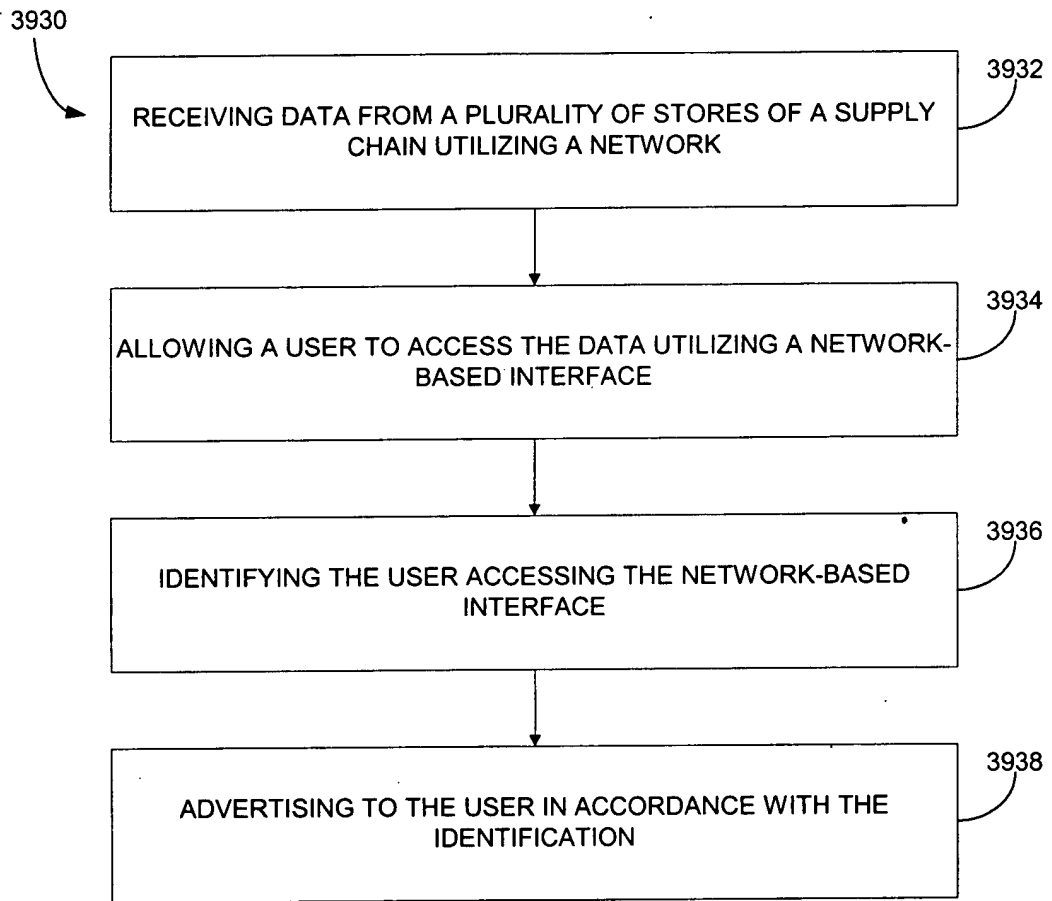 3930
3932
RECEIVING DATA FROM A PLURALITY OF STORES OF A SUPPLY
CHAIN UTILIZING A NETWORK
3934
ALLOWING A USER TO ACCESS THE DATA UTILIZING A NETWORK-
BASED INTERFACE
3936
IDENTIFYING THE USER ACCESSING THE NETWORK-BASED
INTERFACE
3938
ADVERTISING TO THE USER IN ACCORDANCE WITH THE
IDENTIFICATION